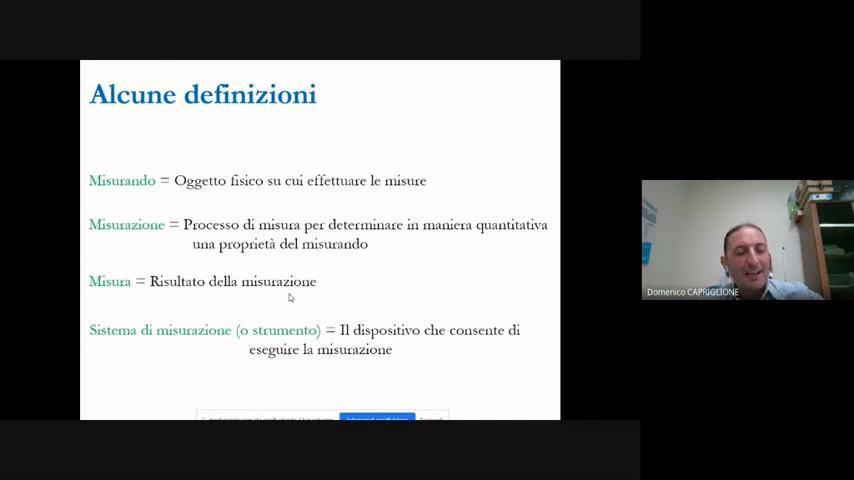 Alcune definizioni
Misurando = Oggetto fisico su cui effettuare le misure
Misurazione = Processo di misura per determinare in maniera quantitativa
una proprietà del misurando
Misura = Risultato della misurazione
Sistema di misurazione (o strumento) = Il dispositivo che consente di
eseguire la misurazione
Domenico CAPRIGLIONE